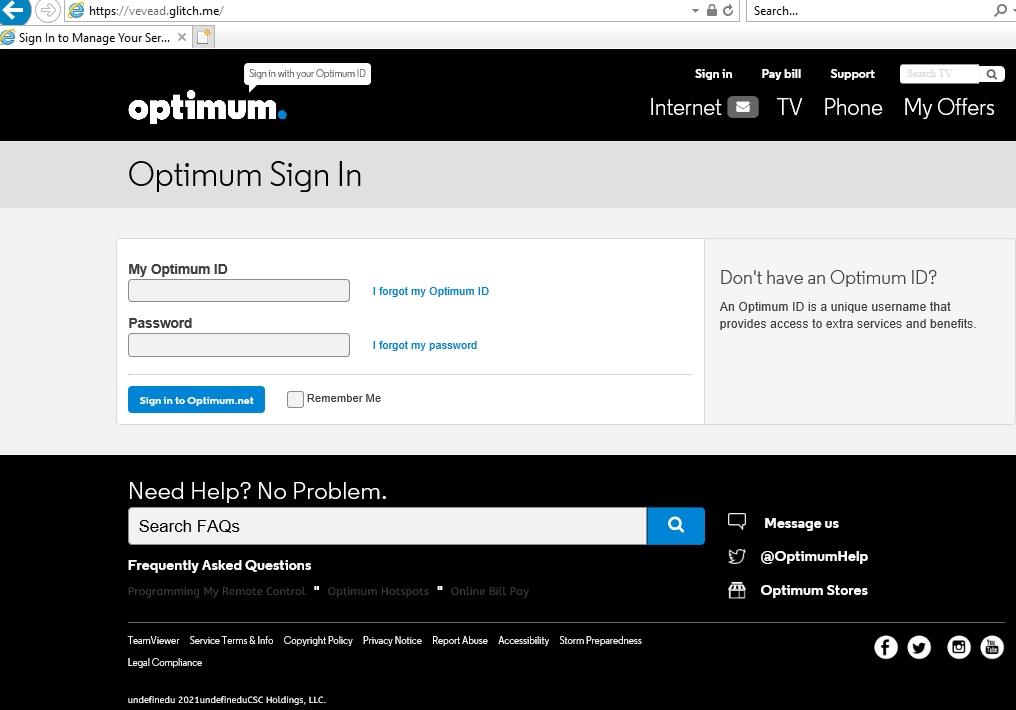 https://vevead.glitch.me/
Search...
Sign In to Manage Your Ser...
Sign in with your Optimum ID
Sign in Pay bill Support Search TV
optimum.
Internet TV Phone My Offers
Optimum Sign In
My Optimum ID
I forgot my Optimum ID
Password
I forgot my password
Sign in to Optimum.net
Remember Me
Don't have an Optimum ID?
An Optimum ID is a unique username that
provides access to extra services and benefits.
Need Help? No Problem.
Search FAQs
Frequently Asked Questions
Programming My Remote Control " Optimum Hotspots " Online Bill Pay
Message us
@OptimumHelp
Optimum Stores
TeamViewer Service Terms & Info Copyright Policy Privacy Notice Report Abuse Accessibility Storm Preparedness
Legal Compliance
You Tube
undefinedu 2021undefineduCSC Holdings, LLC.